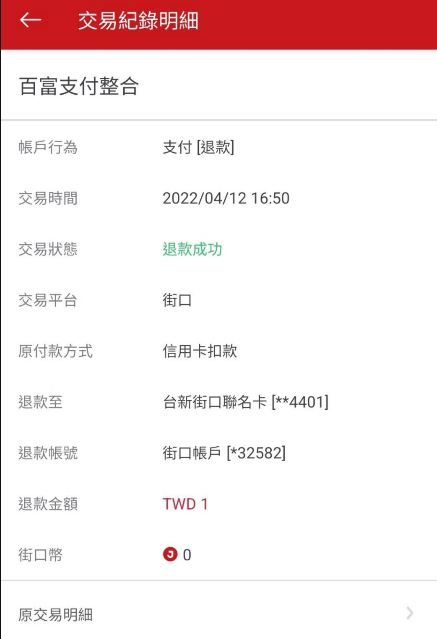 交易紀錄明細
百富支付整合
帳戶行為 支付 [退款]
交易時間 2022/04/12 16:50
交易狀態 退款成功
交易平台 街口
原付款方式 信用卡扣款
退款至 台新街口聯名卡 [**4401]
退款帳號 街口帳戶 [*32582]
退款金額 TWD 1
街口幣 J 0
原交易明細